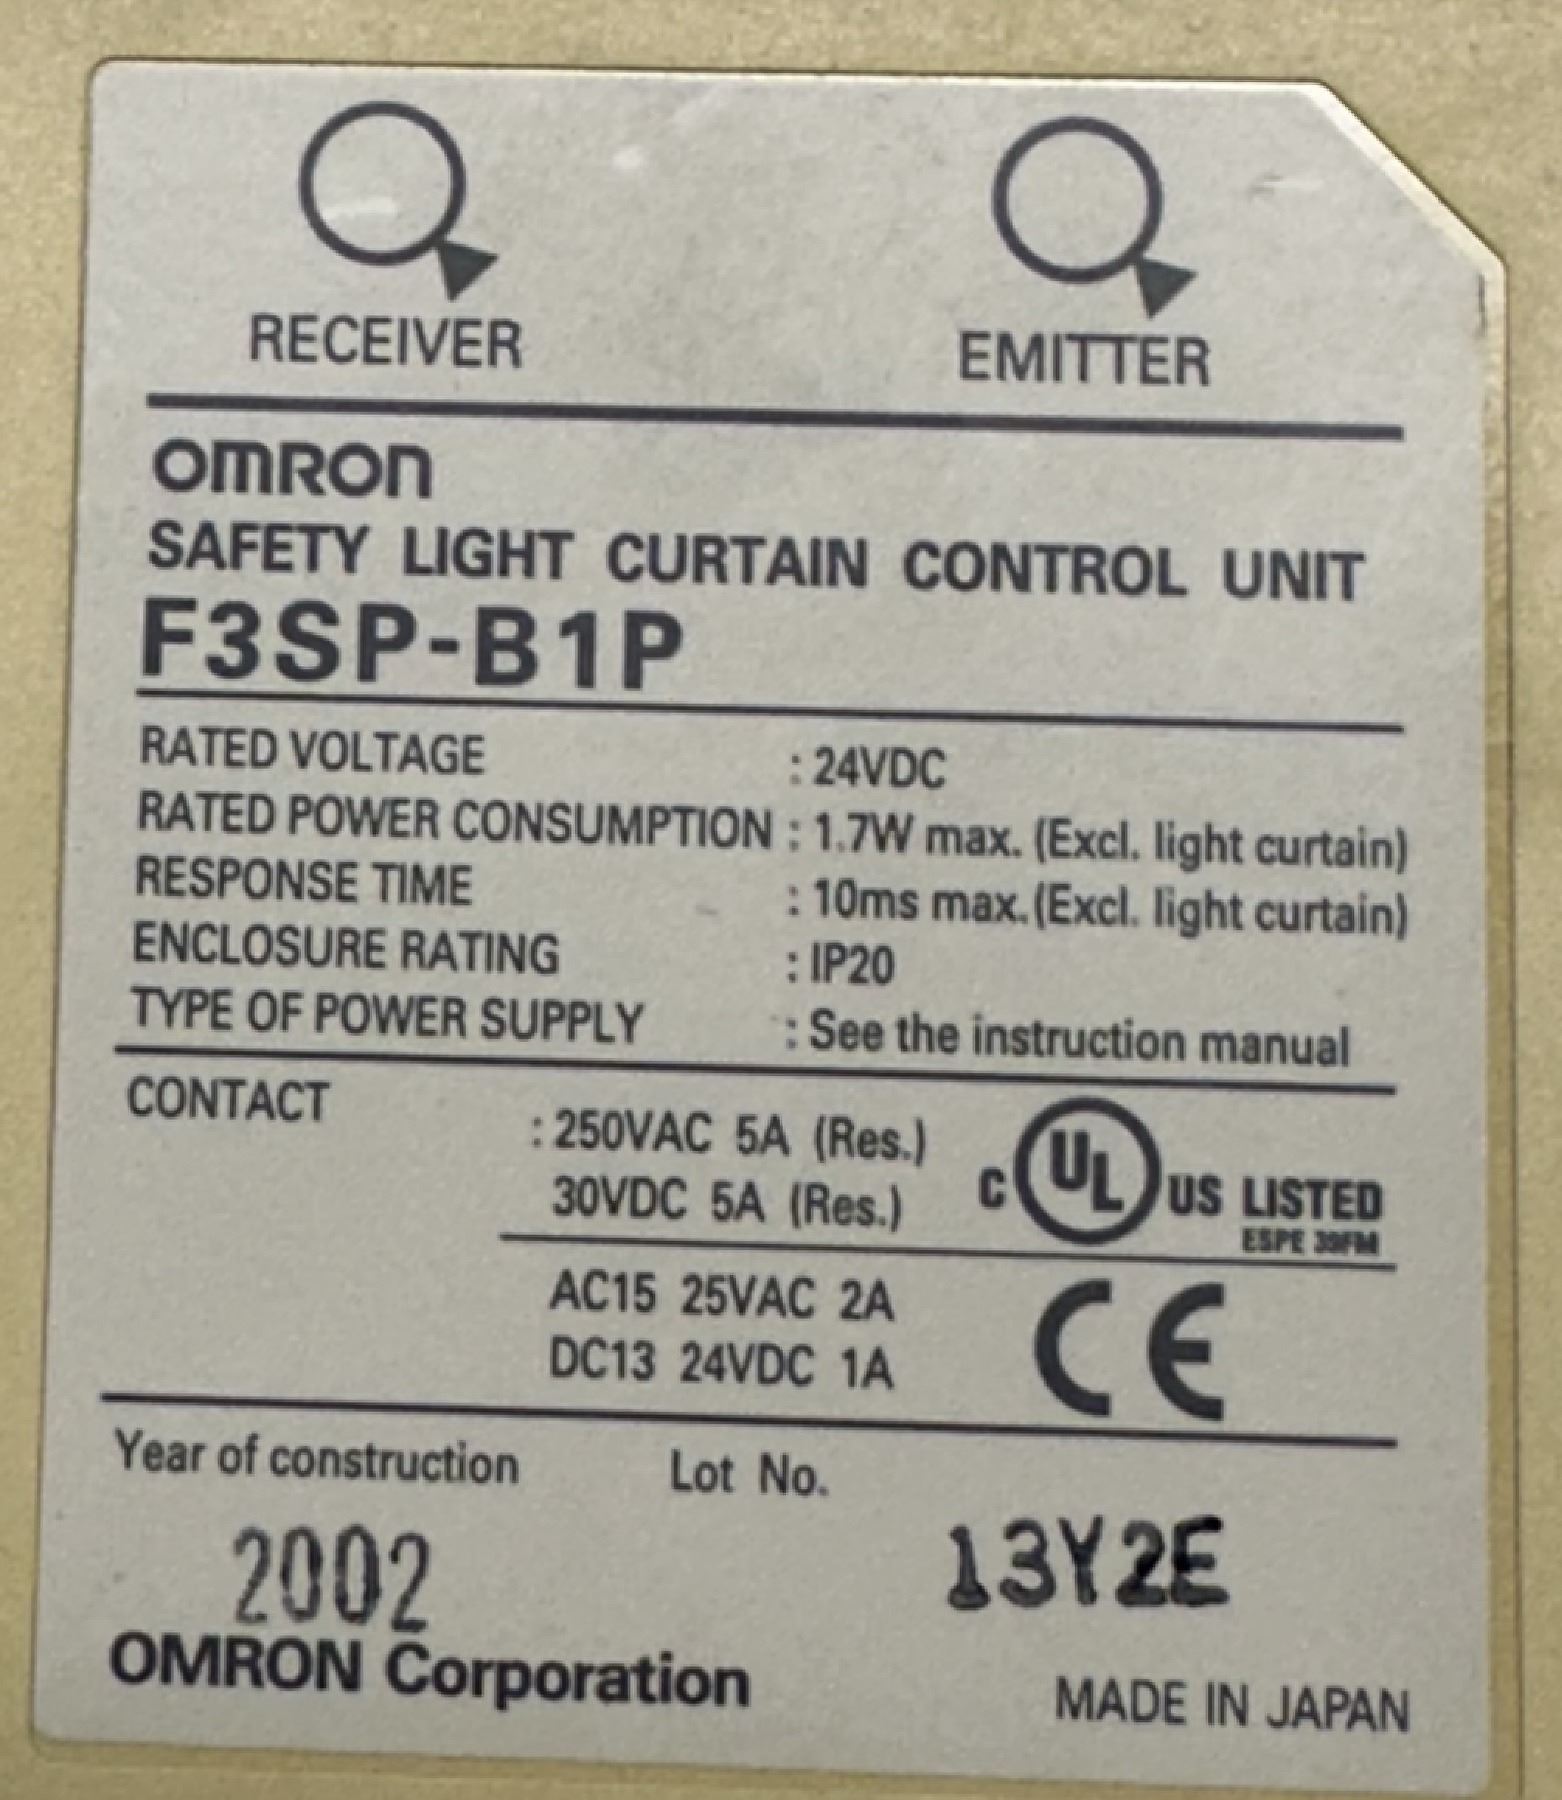 RECEIVER EMITTER
OMRON
SAFETY LIGHT CURTAIN CONTROL UNIT
F3SP-B1P
RATED VOLTAGE : 24VDC
RATED POWER CONSUMPTION : 1.7W max. (Excl. light curtain)
RESPONSE TIME : 10ms max. (Excl. light curtain)
ENCLOSURE RATING : IP20
TYPE OF POWER SUPPLY : See the instruction manual
CONTACT : 250VAC 5A (Res.)
30VDC 5A (Res.)
C UL US LISTED
ESPE 39FM
AC15 25VAC 2A
DC13 24VDC 1A
CE
Year of construction Lot No.
2002 13Y2E
OMRON Corporation
MADE IN JAPAN